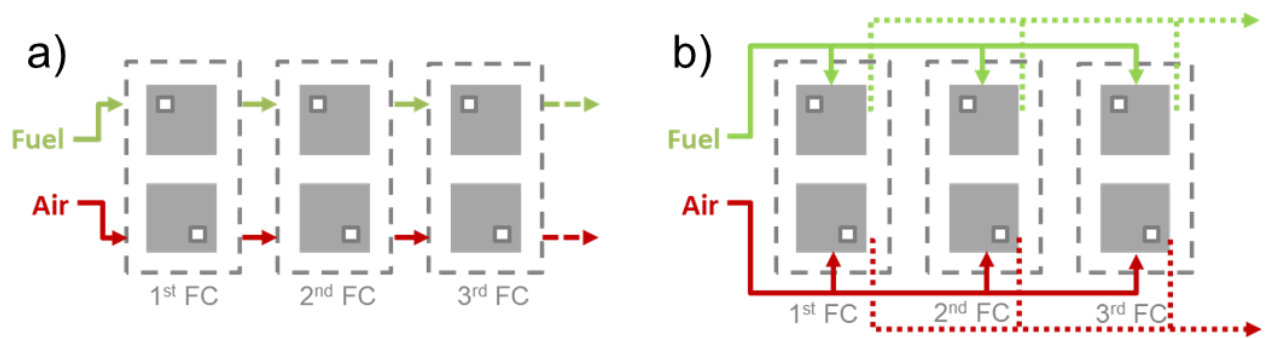 a)
Fuel
Air
1st FC 2nd FC 3rd FC
b)
Fuel
Air
1st FC 2nd FC 3rd FC